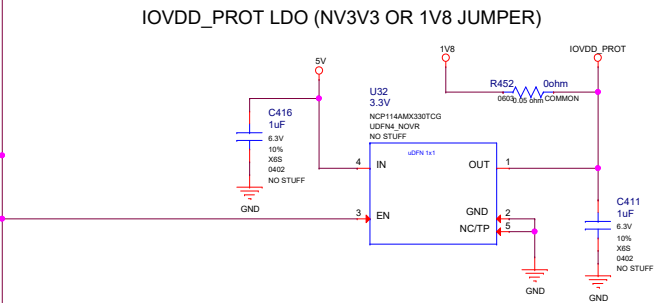 IOVDD_PROT LDO (NV3V3 OR 1V8 JUMPER)
5V
1V8
IOVDD_PROT
R452 0ohm
0603 0.05 ohm COMMON
U32
3.3V
NCP114AMX330TCG
UDFN4_NOVR
NO STUFF
C416
1uF
6.3V
10%
X6S
0402
NO STUFF
GND
uDFN 1x1
4 IN
OUT 1
3 EN
GND 2
NC/TP 5
GND
C411
1uF
6.3V
10%
X6S
0402
NO STUFF
GND